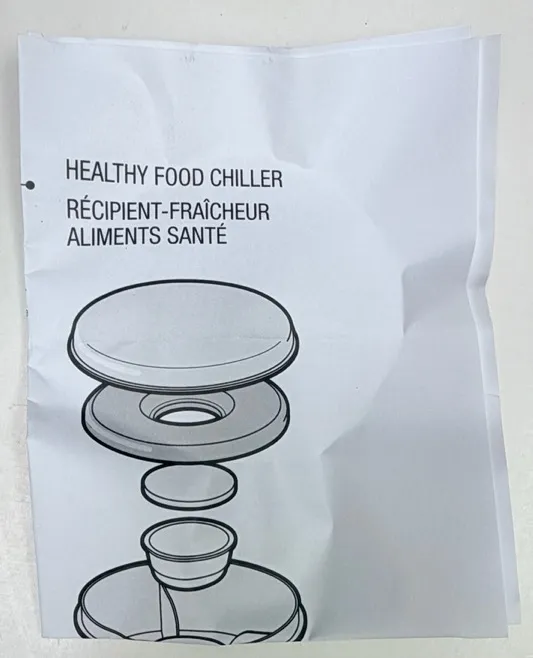 HEALTHY FOOD CHILLER
RÉCIPIENT-FRAÎCHEUR
ALIMENTS SANTÉ